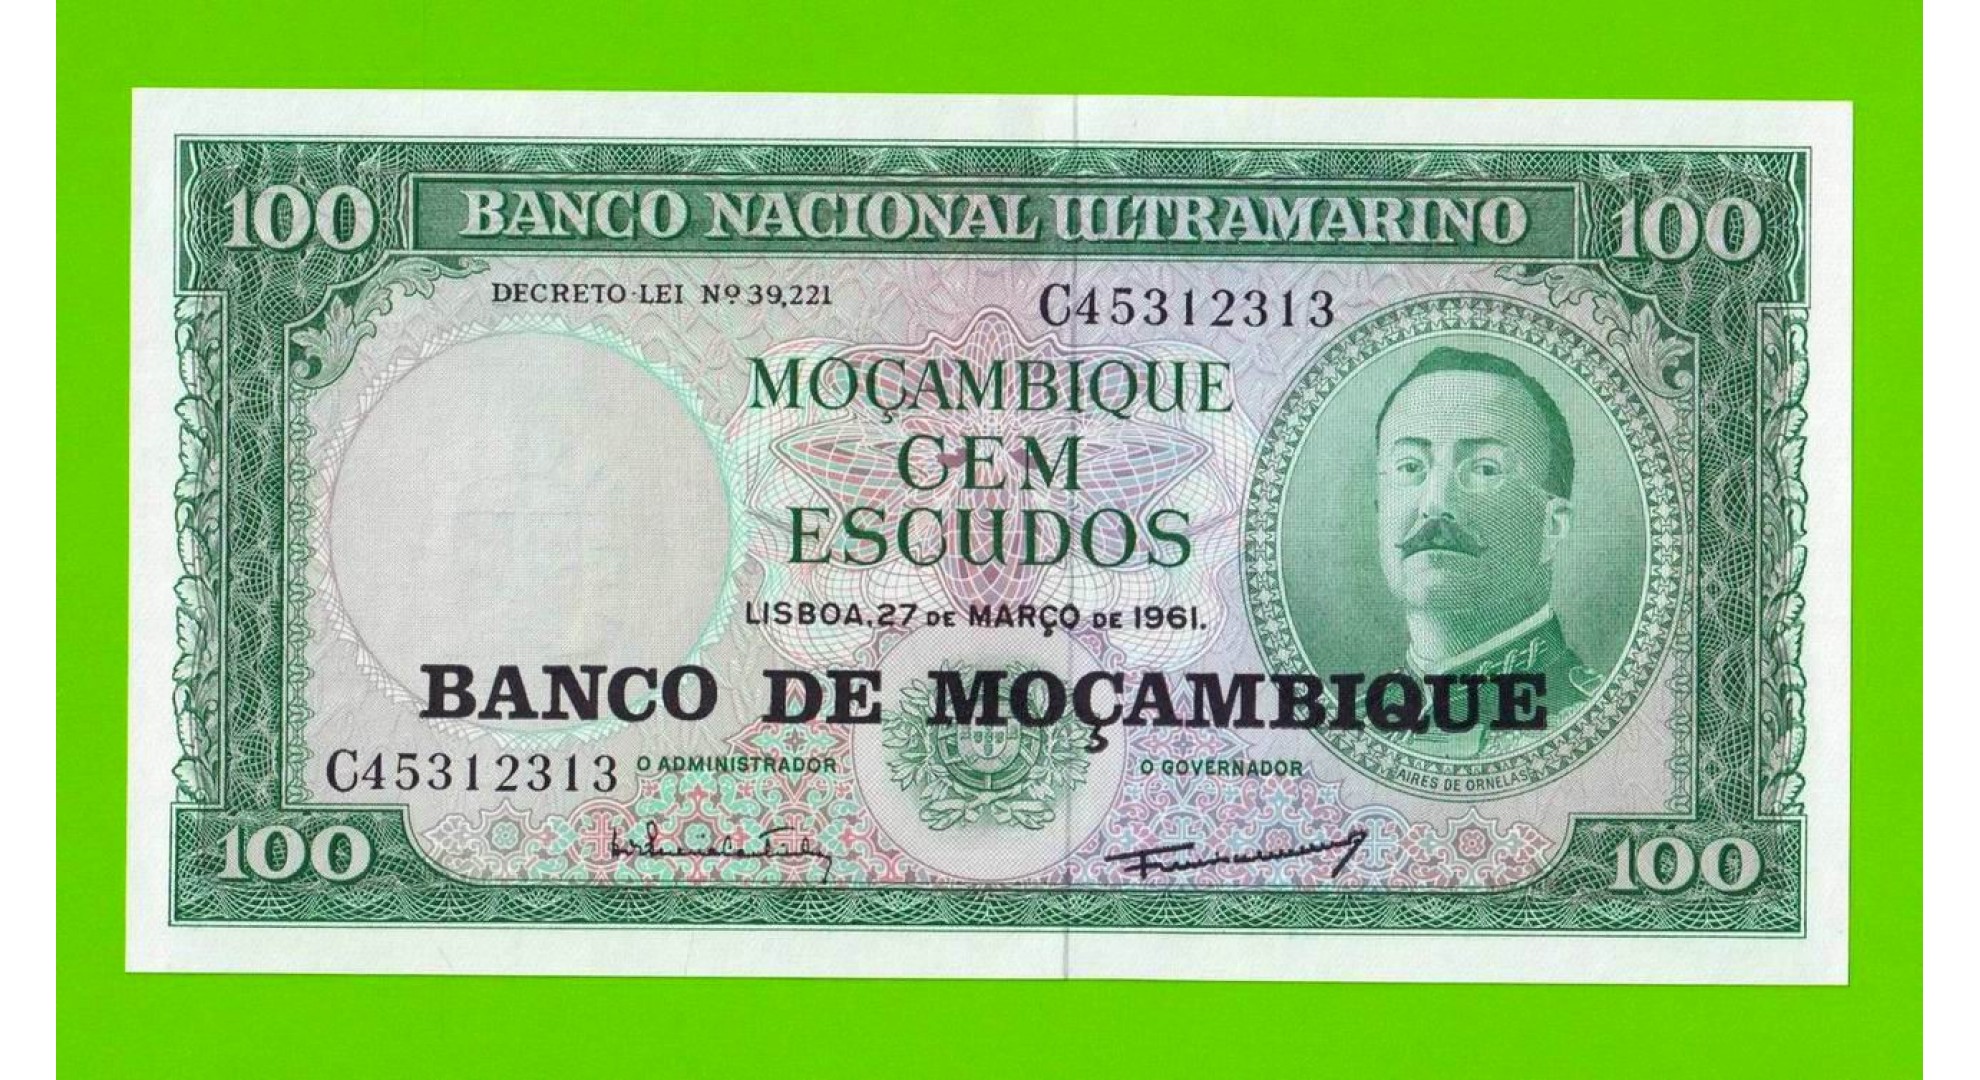 100 BANCO NACIONAL ULTRAMARINO 100
DECRETO-LEI Nº 39,221
C45312313
MOÇAMBIQUE
CEM
ESCUDOS
LISBOA, 27 DE MARÇO DE 1961.
BANCO DE MOÇAMBIQUE
C45312313
O ADMINISTRADOR
O GOVERNADOR
AIRES DE ORNELAS
100
100